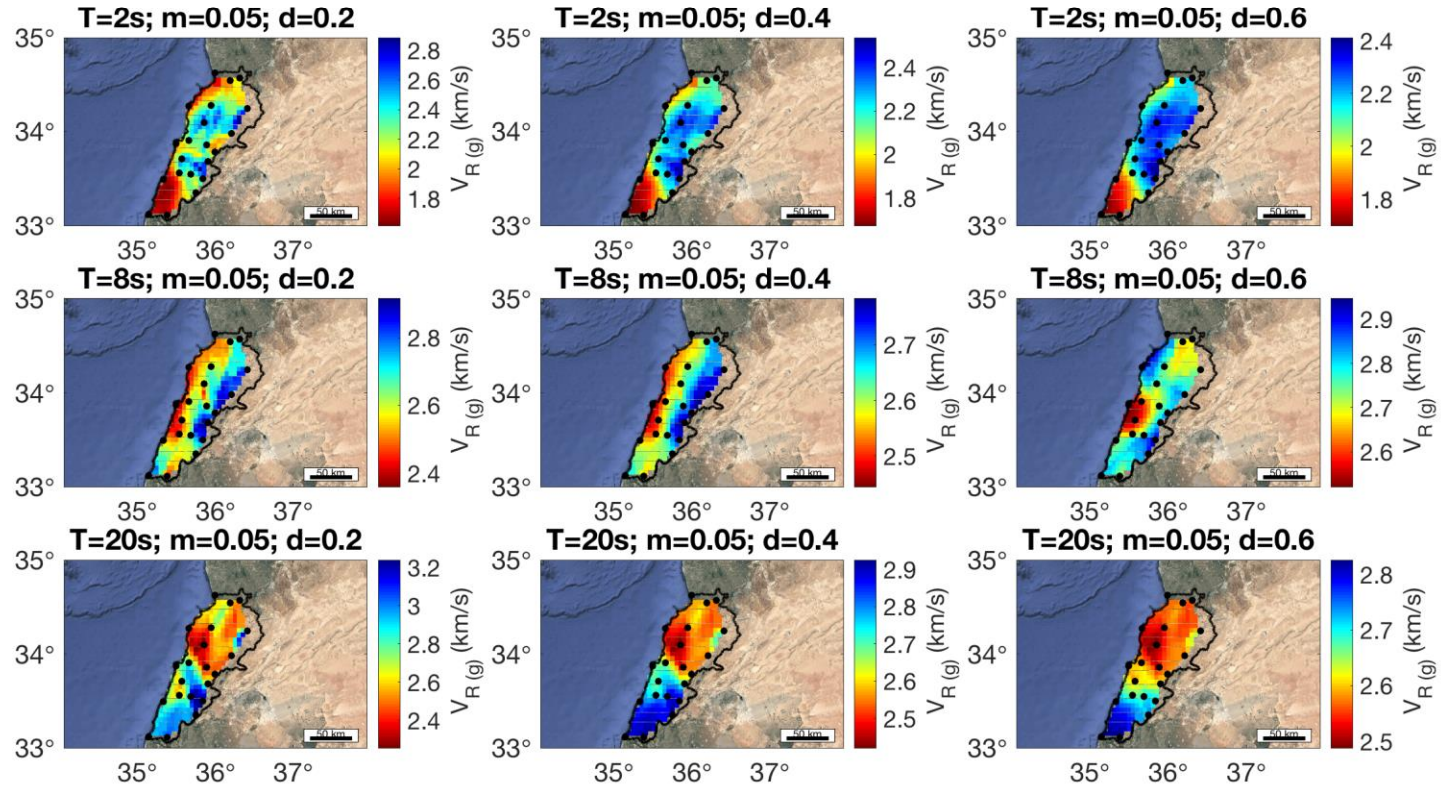 T=2s; m=0.05; d=0.2
35°
34°
33°
35° 36° 37°
2.8
2.6
2.4
2.2
2
1.8
V R (g) (km/s)
50 km
T=2s; m=0.05; d=0.4
35°
34°
33°
35° 36° 37°
2.4
2.2
2
1.8
V R (g) (km/s)
50 km
T=2s; m=0.05; d=0.6
35°
34°
33°
35° 36° 37°
2.4
2.3
2.2
2.1
2
1.9
1.8
V R (g) (km/s)
50 km
T=8s; m=0.05; d=0.2
35°
34°
33°
35° 36° 37°
2.8
2.6
2.4
V R (g) (km/s)
50 km
T=8s; m=0.05; d=0.4
35°
34°
33°
35° 36° 37°
2.7
2.6
2.5
V R (g) (km/s)
50 km
T=8s; m=0.05; d=0.6
35°
34°
33°
35° 36° 37°
2.9
2.8
2.7
2.6
V R (g) (km/s)
50 km
T=20s; m=0.05; d=0.2
35°
34°
33°
35° 36° 37°
3.2
3
2.8
2.6
2.4
V R (g) (km/s)
50 km
T=20s; m=0.05; d=0.4
35°
34°
33°
35° 36° 37°
2.9
2.8
2.7
2.6
2.5
V R (g) (km/s)
50 km
T=20s; m=0.05; d=0.6
35°
34°
33°
35° 36° 37°
2.8
2.7
2.6
2.5
V R (g) (km/s)
50 km